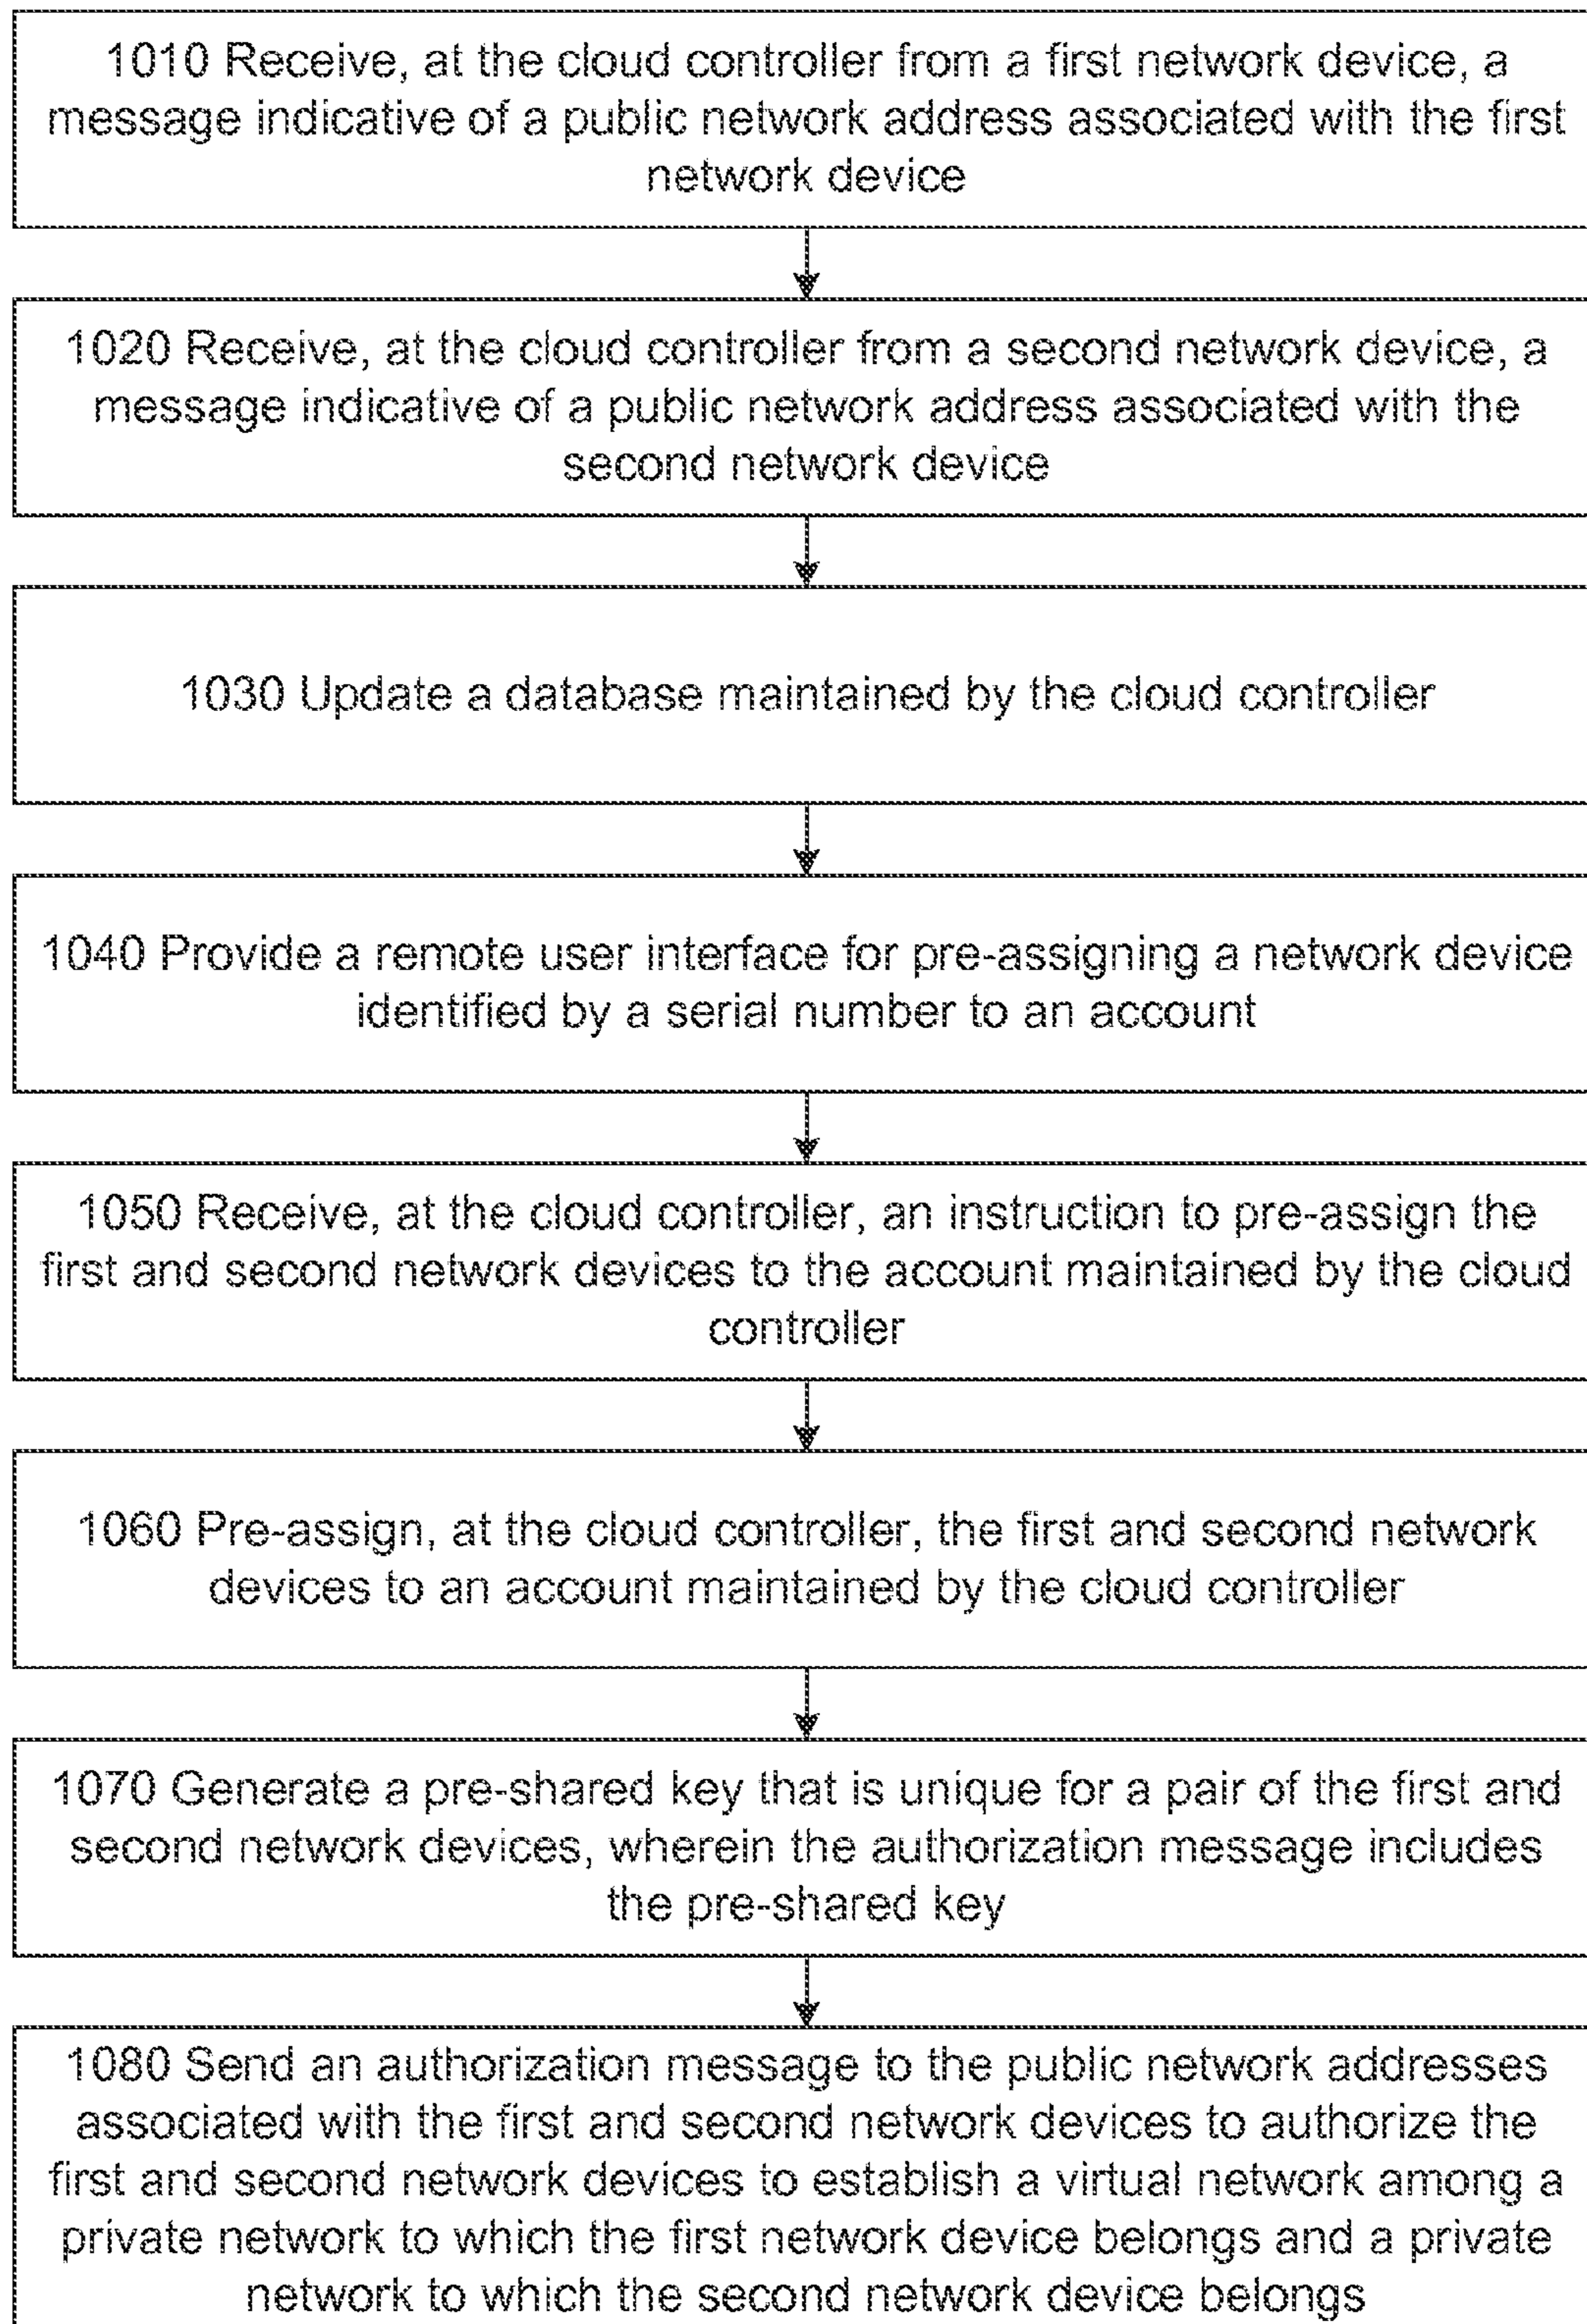 1010 Receive, at the cloud controller from a first network device, a
message indicative of a public network address associated with the first
network device
1020 Receive, at the cloud controller from a second network device, a
message indicative of a public network address associated with the
second network device
1030 Update a database maintained by the cloud controller
1040 Provide a remote user interface for pre-assigning a network device
identified by a serial number to an account
1050 Receive, at the cloud controller, an instruction to pre-assign the
first and second network devices to the account maintained by the cloud
controller
1060 Pre-assign, at the cloud controller, the first and second network
devices to an account maintained by the cloud controller
1070 Generate a pre-shared key that is unique for a pair of the first and
second network devices, wherein the authorization message includes
the pre-shared key
1080 Send an authorization message to the public network addresses
associated with the first and second network devices to authorize the
first and second network devices to establish a virtual network among a
private network to which the first network device belongs and a private
network to which the second network device belongs